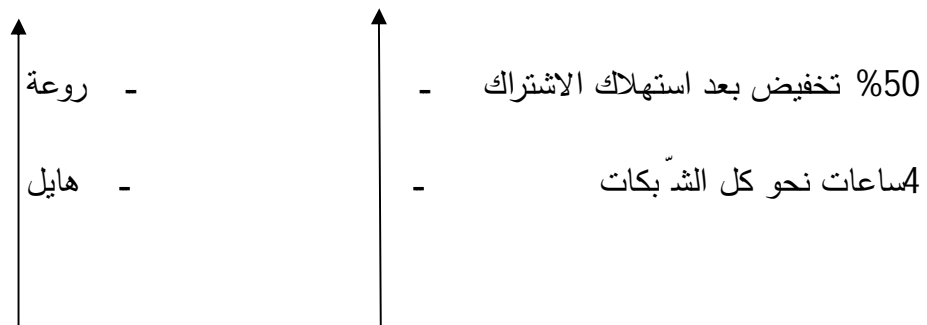 %50 تخفيض بعد استهلاك الاشتراك - - روعة
4ساعات نحو كل الشّبكات - - هايل